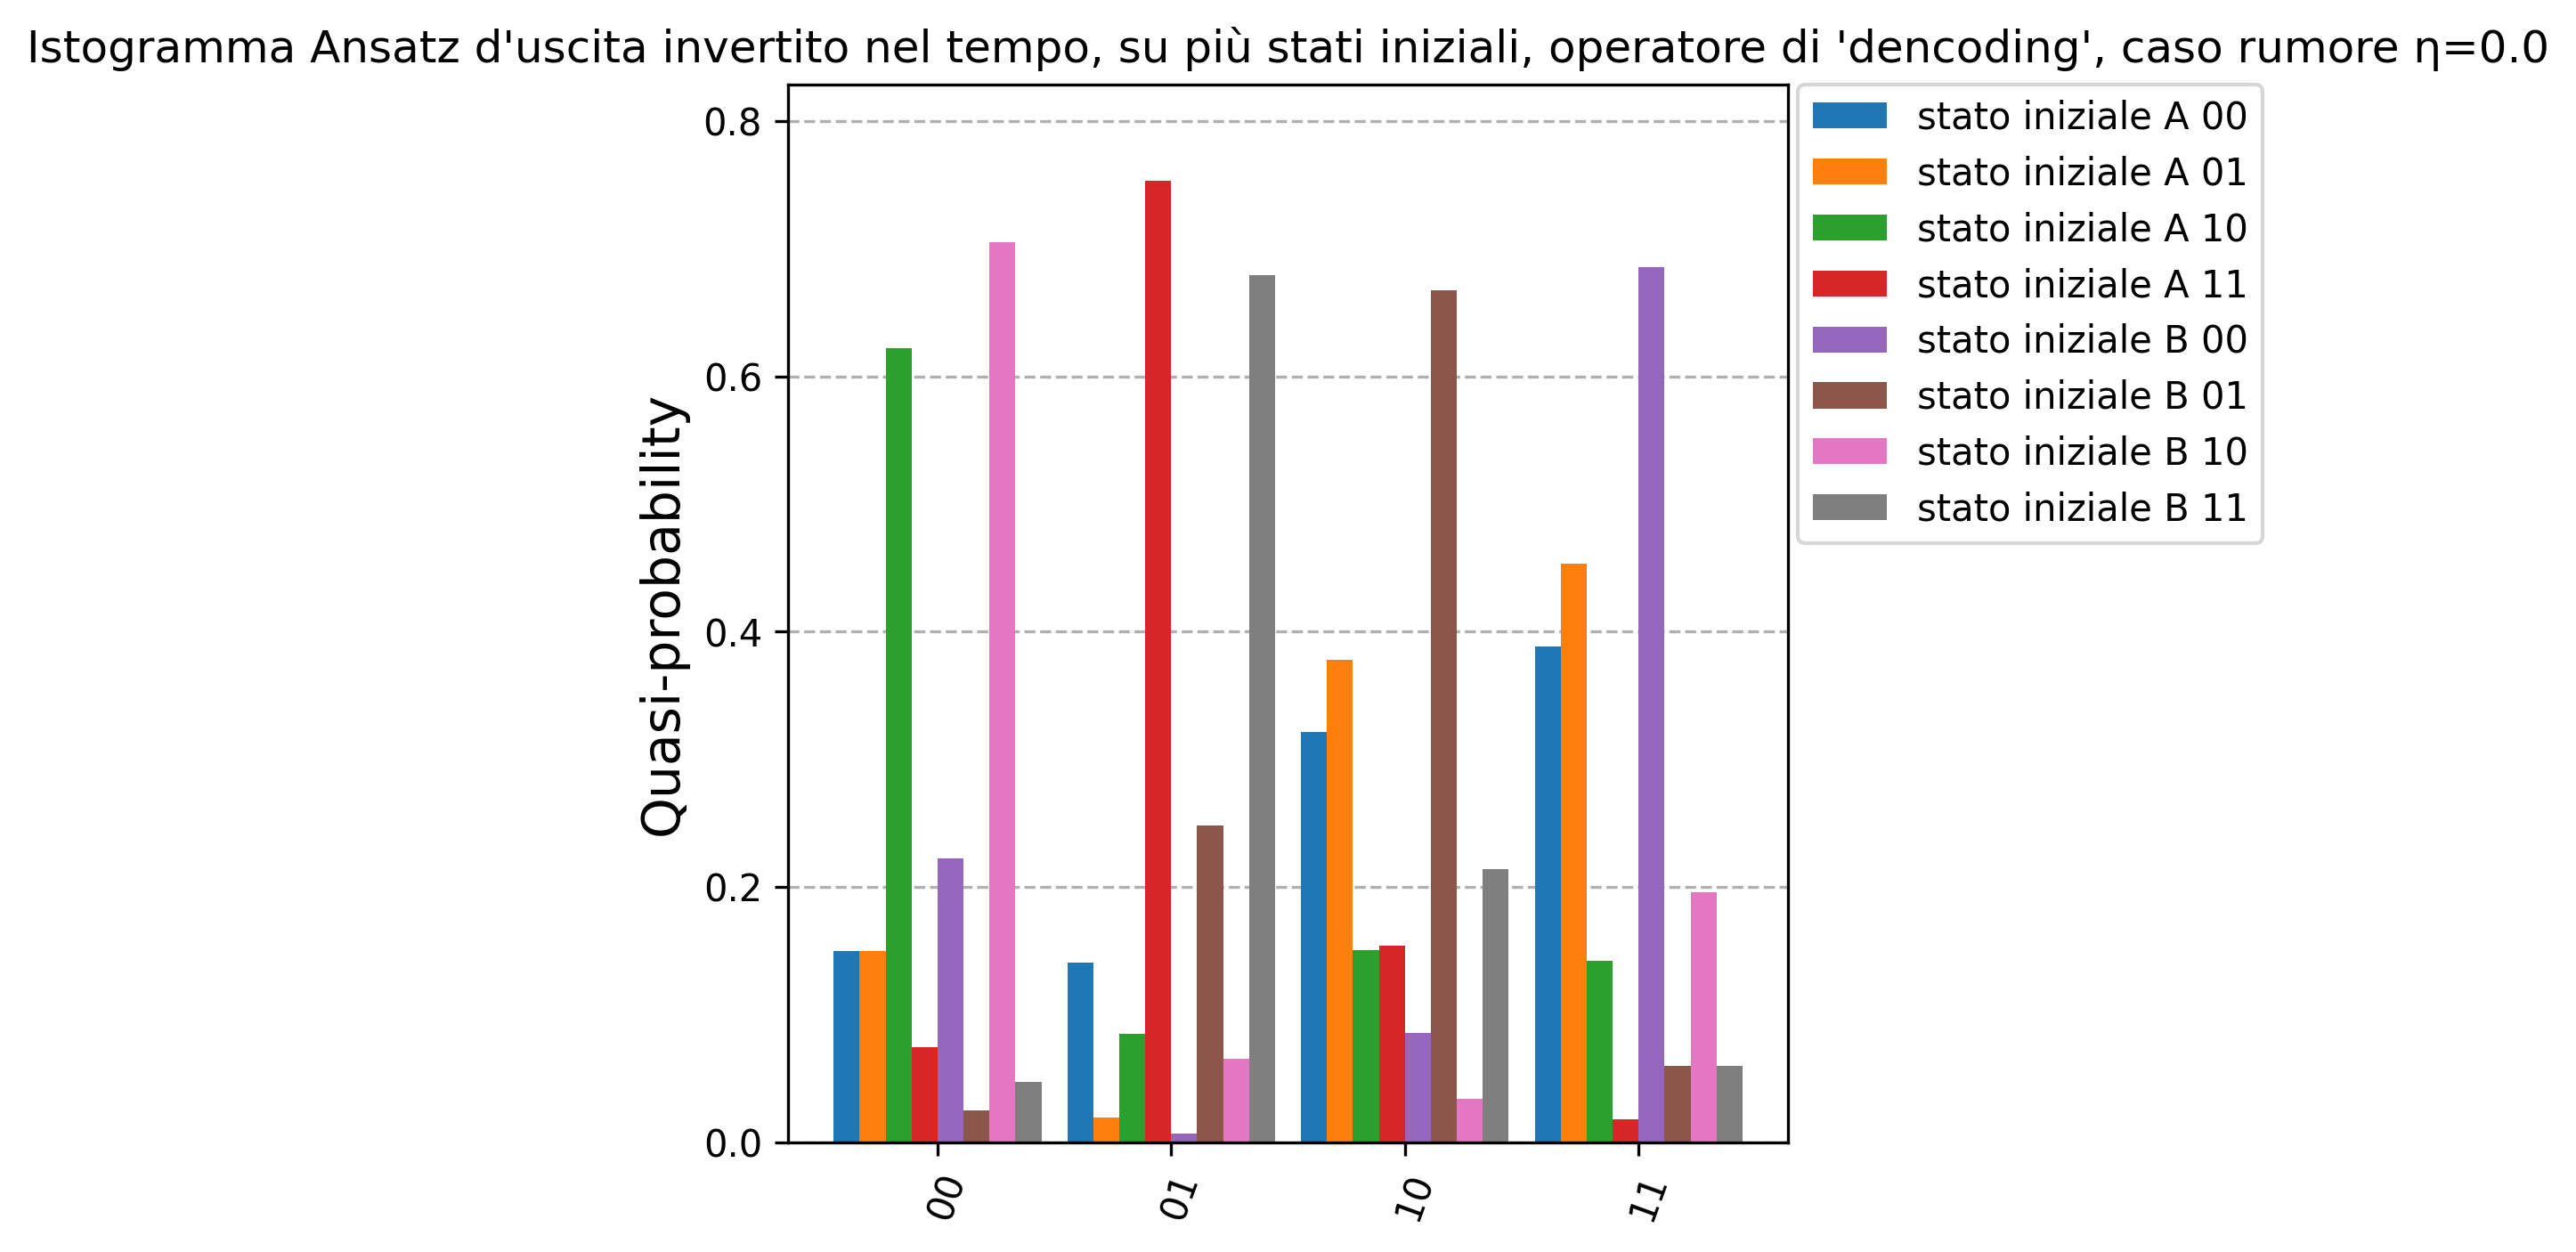 Istogramma Ansatz d'uscita invertito nel tempo, su più stati iniziali, operatore di 'dencoding', caso rumore η=0.0
Quasi-probability
0.8
0.6
0.4
0.2
0.0
00
01
10
11
stato iniziale A 00
stato iniziale A 01
stato iniziale A 10
stato iniziale A 11
stato iniziale B 00
stato iniziale B 01
stato iniziale B 10
stato iniziale B 11